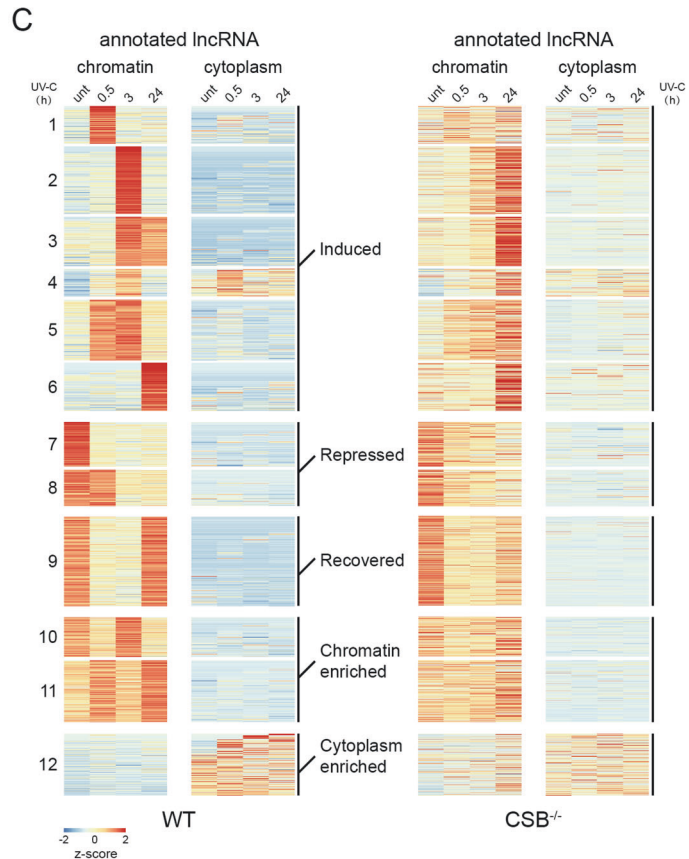 C
annotated lncRNA
annotated lncRNA
chromatin
cytoplasm
chromatin
cytoplasm
UV-C
(h)
unt 0.5 3 24
unt 0.5 3 24
unt 0.5 3 24
unt 0.5 3 24
UV-C
(h)
1
2
3
Induced
4
5
6
7
Repressed
8
9
Recovered
10
Chromatin
enriched
11
Cytoplasm
enriched
12
WT
CSB-/-
-2 0 2
z-score